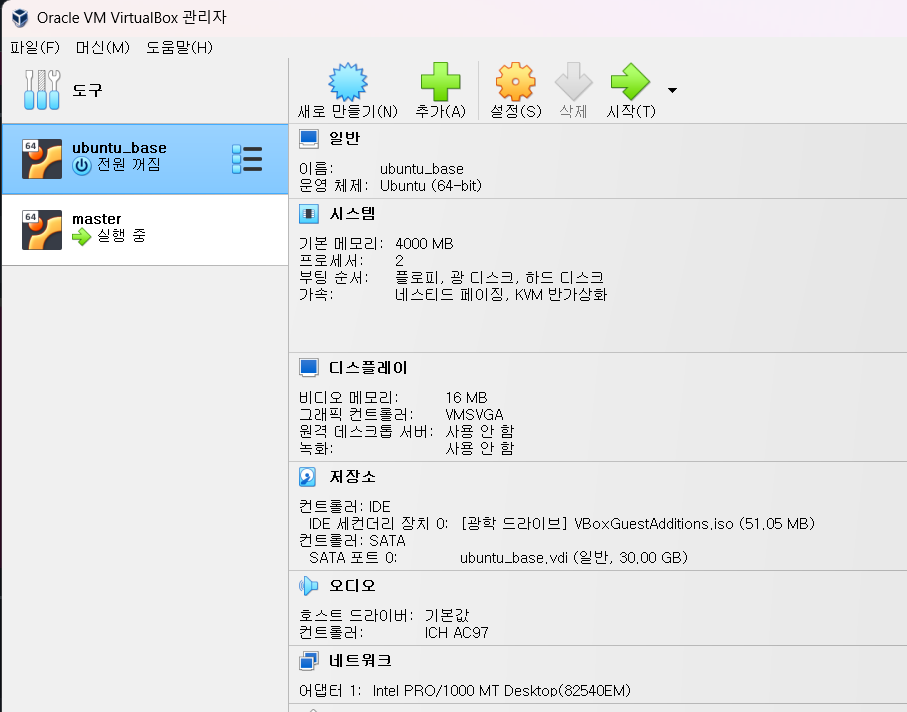 Oracle VM VirtualBox 관리자
파일(F) 머신(M) 도움말(H)
도구
새로 만들기(N) 추가(A) 설정(S) 삭제 시작(T)
64
ubuntu_base
전원 꺼짐
64
master
실행 중
일반
이름: ubuntu_base
운영 체제: Ubuntu (64-bit)
시스템
기본 메모리: 4000 MB
프로세서: 2
부팅 순서: 플로피, 광 디스크, 하드 디스크
가속: 네스티드 페이징, KVM 반가상화
디스플레이
비디오 메모리: 16 MB
그래픽 컨트롤러: VMSVGA
원격 데스크톱 서버: 사용 안 함
녹화: 사용 안 함
저장소
컨트롤러: IDE
IDE 세컨더리 장치 0: [광학 드라이브] VBoxGuestAdditions.iso (51.05 MB)
컨트롤러: SATA
SATA 포트 0: ubuntu_base.vdi (일반, 30.00 GB)
오디오
호스트 드라이버: 기본값
컨트롤러: ICH AC97
네트워크
어댑터 1: Intel PRO/1000 MT Desktop(82540EM)